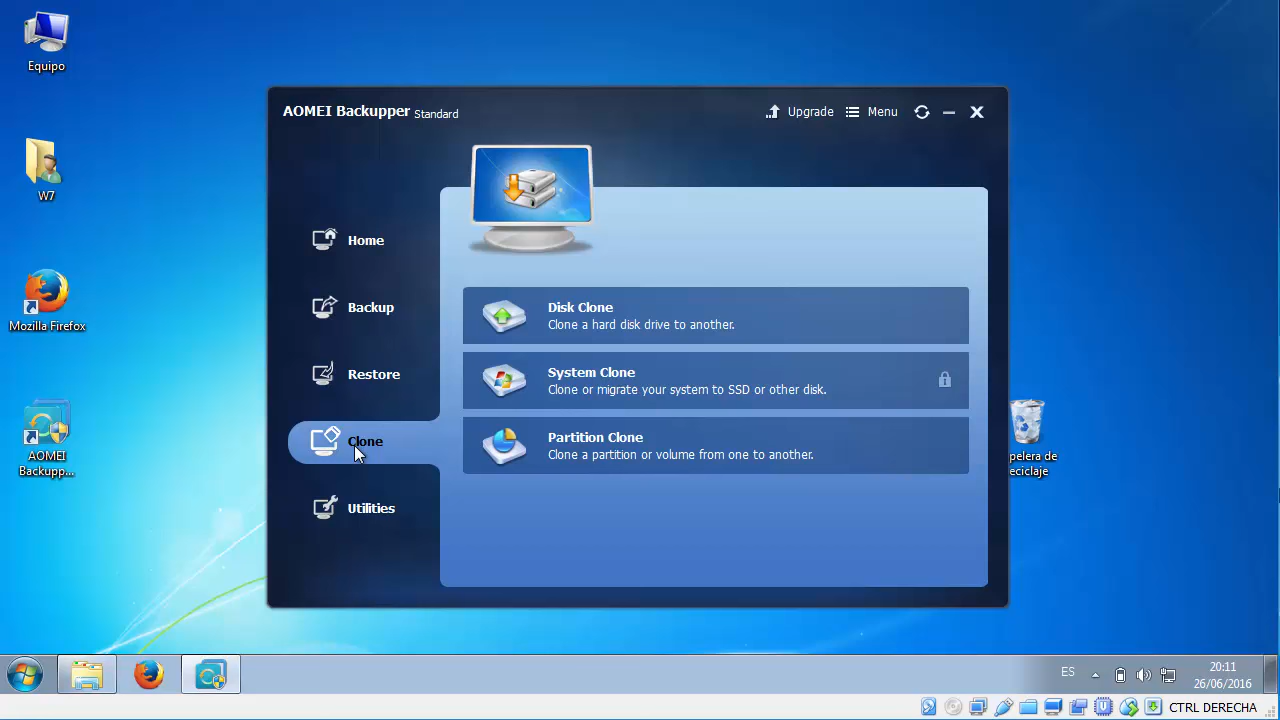 Equipo
W7
Mozilla Firefox
AOMEI
Backupp...
AOMEI Backupper Standard
Upgrade
Menu
Home
Backup
Restore
Clone
Utilities
Disk Clone
Clone a hard disk drive to another.
System Clone
Clone or migrate your system to SSD or other disk.
Partition Clone
Clone a partition or volume from one to another.
pelera de
eciclaje
ES
20:11
26/06/2016
CTRL DERECHA